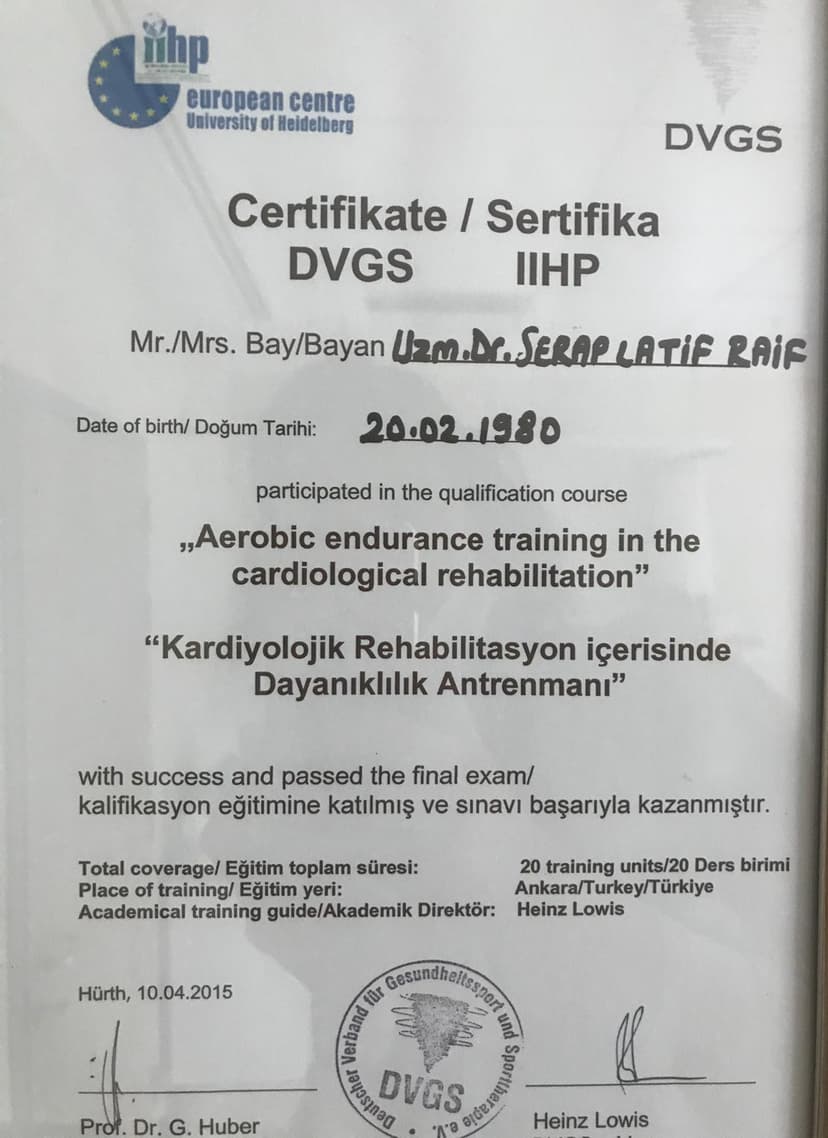 iihp
european centre
University of Heidelberg
DVGS
Certifikate / Sertifika
DVGS IIHP
Mr./Mrs. Bay/Bayan Uzm.Dr. SERAP LATİF RAİF
Date of birth/ Doğum Tarihi: 20.02.1980
participated in the qualification course
„Aerobic endurance training in the
cardiological rehabilitation”
“Kardiyolojik Rehabilitasyon içerisinde
Dayanıklılık Antrenmanı”
with success and passed the final exam/
kalifikasyon eğitimine katılmış ve sınavı başarıyla kazanmıştır.
Total coverage/ Eğitim toplam süresi: 20 training units/20 Ders birimi
Place of training/ Eğitim yeri: Ankara/Turkey/Türkiye
Academical training guide/Akademik Direktör: Heinz Lowis
Hürth, 10.04.2015
Deutscher Verband für Gesundheitssport und Sporttherapie e.V.
DVGS
Prof. Dr. G. Huber
Heinz Lowis